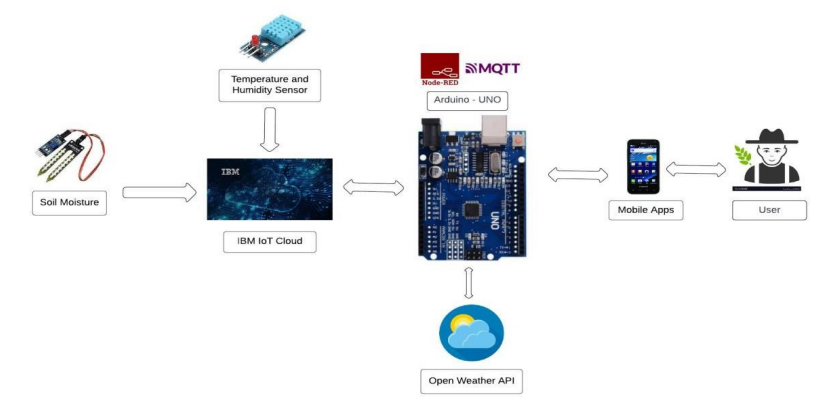 Temperature and
Humidity Sensor
Node-RED
MQTT
Arduino - UNO
Soil Moisture
IBM
IBM IoT Cloud
UNO
Mobile Apps
User
Open Weather API